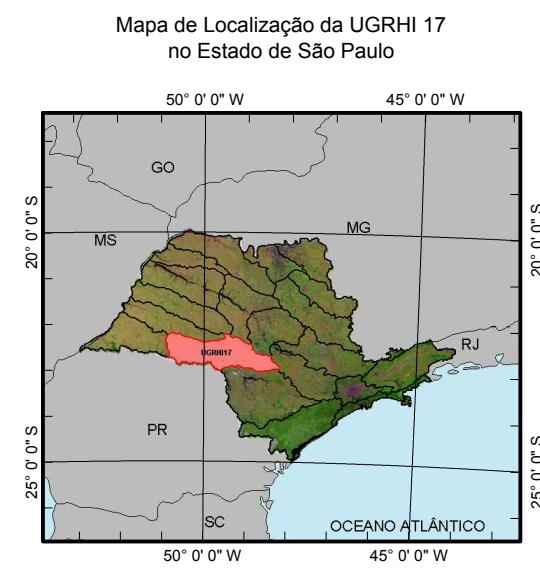 Mapa de Localização da UGRHI 17
no Estado de São Paulo
50° 0' 0" W
45° 0' 0" W
GO
MG
MS
20° 0' 0" S
20° 0' 0" S
UGRHI17
RJ
PR
25° 0' 0" S
25° 0' 0" S
SC
OCEANO ATLÂNTICO
50° 0' 0" W
45° 0' 0" W